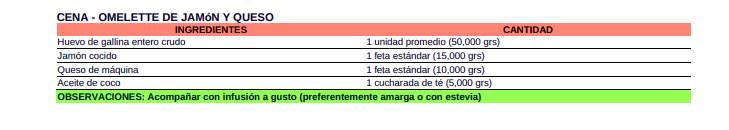 CENA - OMELETTE DE JAMóN Y QUESO
INGREDIENTES CANTIDAD
Huevo de gallina entero crudo 1 unidad promedio (50,000 grs)
Jamón cocido 1 feta estándar (15,000 grs)
Queso de máquina 1 feta estándar (10,000 grs)
Aceite de coco 1 cucharada de té (5,000 grs)
OBSERVACIONES: Acompañar con infusión a gusto (preferentemente amarga o con estevia)